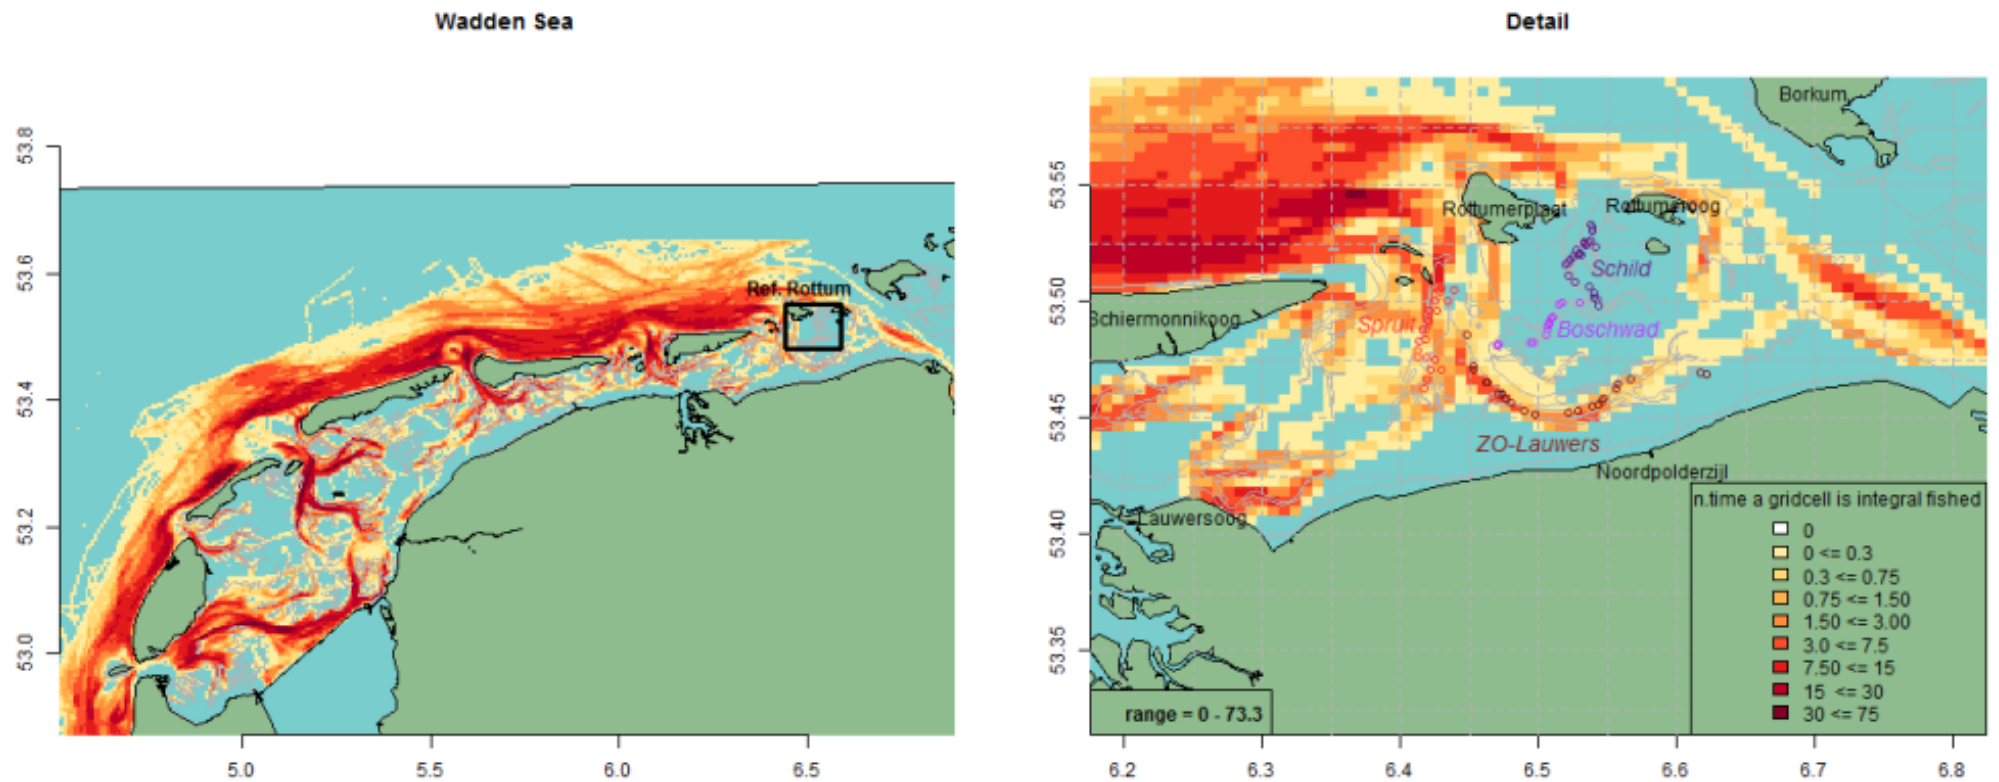 Wadden Sea
53.8
53.6
53.4
53.2
53.0
Ref. Rottum
5.0
5.5
6.0
6.5
Detail
53.55
53.50
53.45
53.40
53.35
Borkum
Rottumerplaat
Rottumeroog
Schild
Schiermonnikoog
Spruit
Boschwad
ZO-Lauwers
Noordpolderzijl
Lauwersoog
n.time a gridcell is integral fished
0
0 <= 0.3
0.3 <= 0.75
0.75 <= 1.50
1.50 <= 3.00
3.0 <= 7.5
7.50 <= 15
15 <= 30
30 <= 75
range = 0 - 73.3
6.2
6.3
6.4
6.5
6.6
6.7
6.8